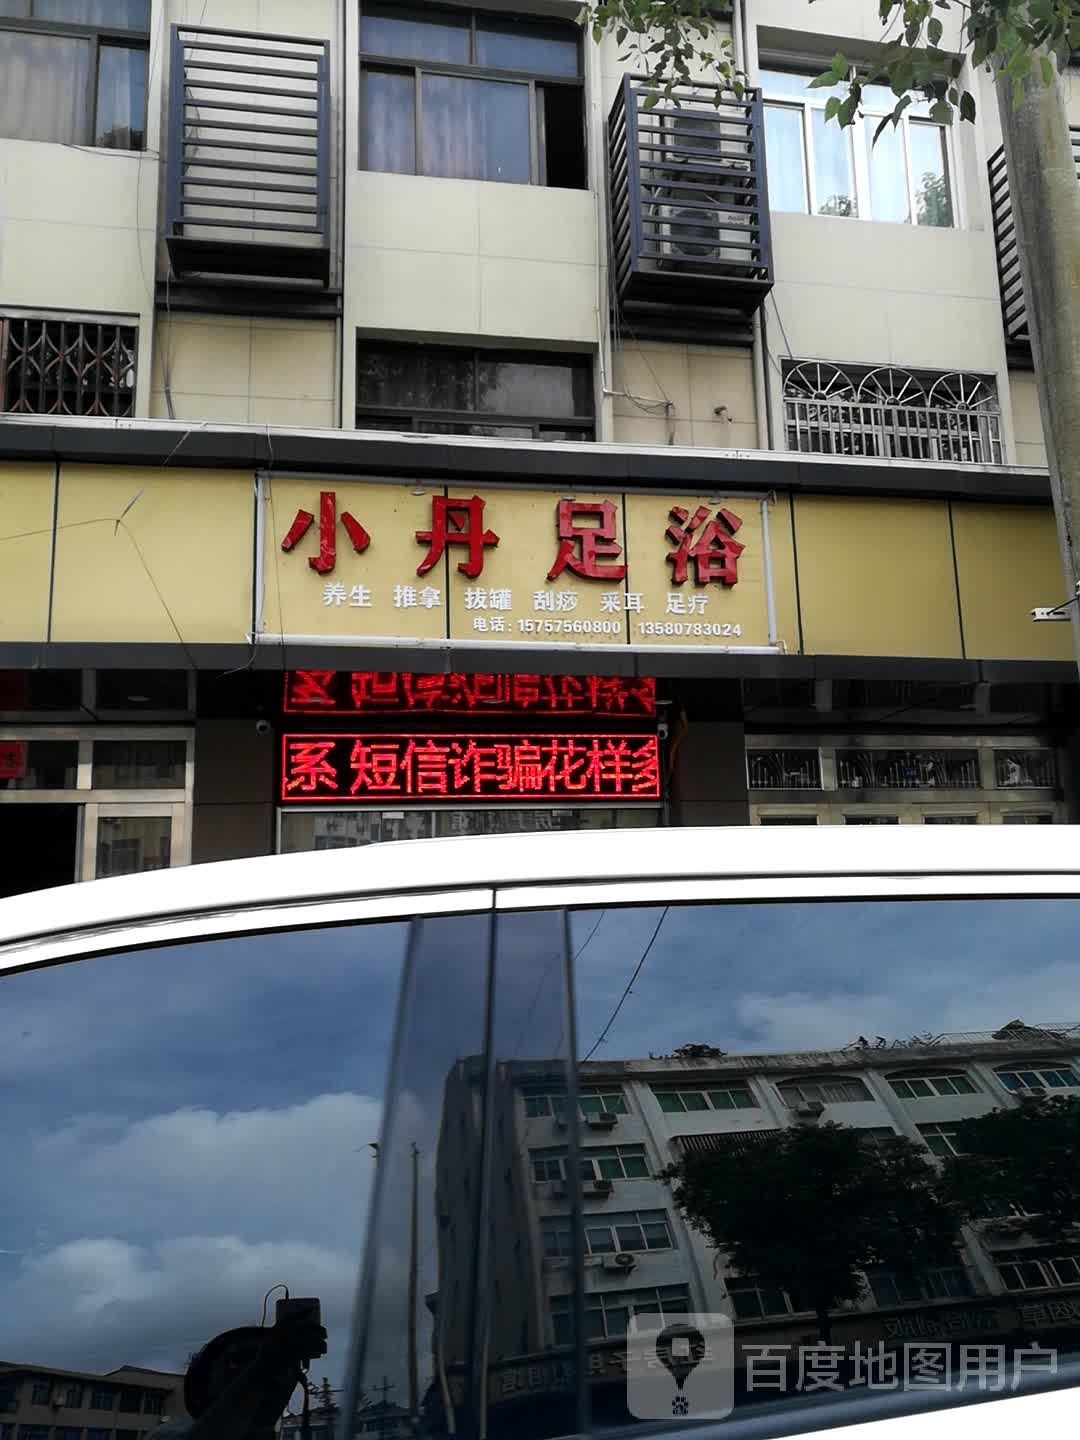 小丹足浴
养生 推拿 拔罐 刮痧 采耳 足疗
电话：15757560800 13580783024
系 短信诈骗花样多
百度地图用户